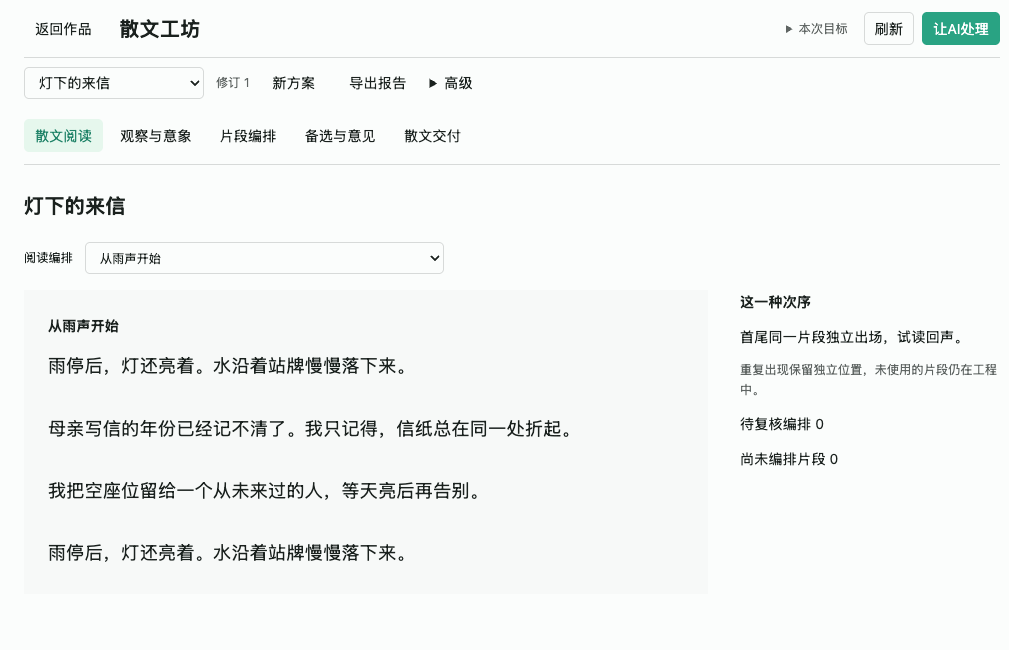 返回作品 散文工坊 ▶ 本次目标 刷新 让AI处理
灯下的来信 修订 1 新方案 导出报告 ▶ 高级
散文阅读 观察与意象 片段编排 备选与意见 散文交付
灯下的来信
阅读编排 从雨声开始
从雨声开始
雨停后，灯还亮着。水沿着站牌慢慢落下来。
母亲写信的年份已经记不清了。我只记得，信纸总在同一处折起。
我把空座位留给一个从未来过的人，等天亮后再告别。
雨停后，灯还亮着。水沿着站牌慢慢落下来。
这一种次序
首尾同一片段独立出场，试读回声。
重复出现保留独立位置，未使用的片段仍在工程
中。
待复核编排 0
尚未编排片段 0